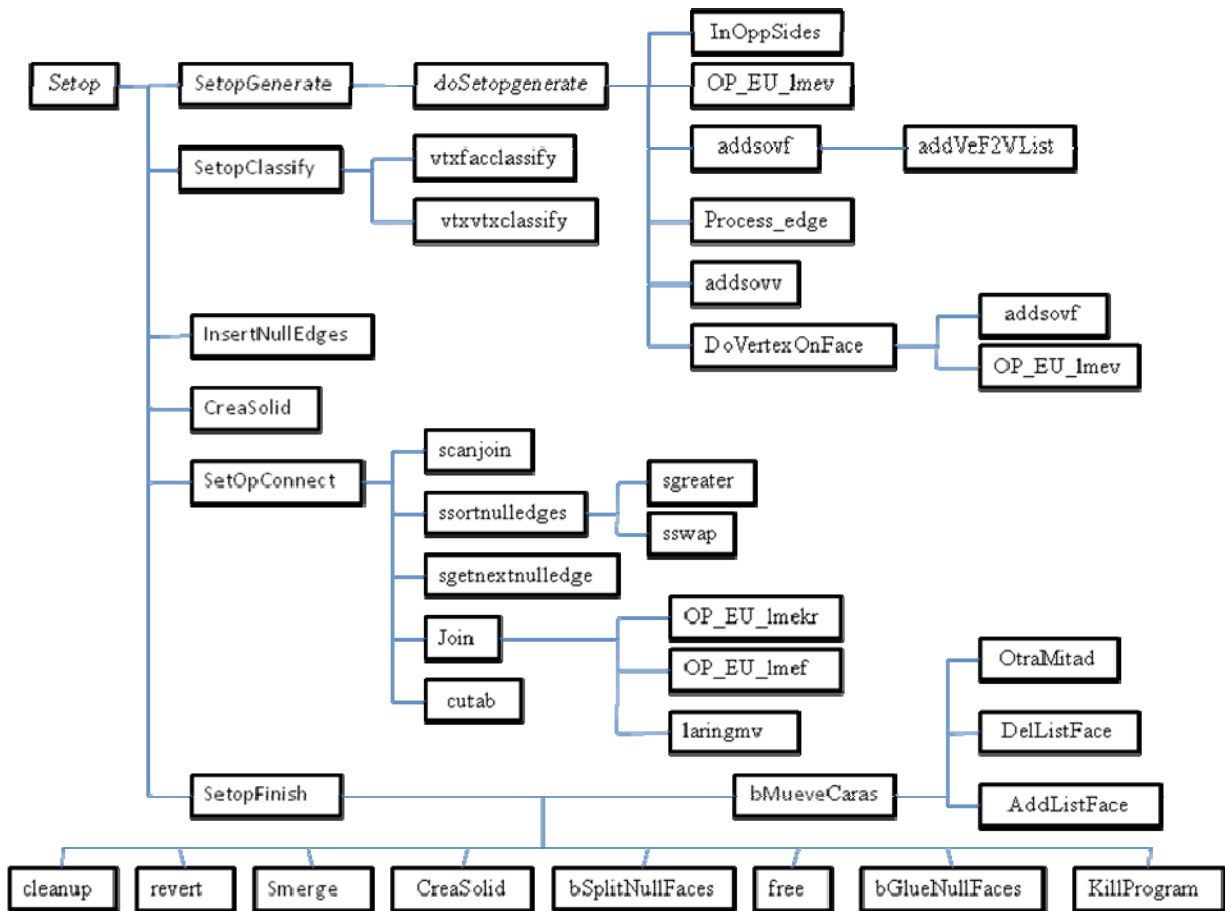 Setop
SetopGenerate
doSetopgenerate
InOppSides
OP_EU_lmev
addsovf
addVeF2VList
Process_edge
addsovv
DoVertexOnFace
addsovf
OP_EU_lmev
SetopClassify
vtxfacclassify
vtxvtxclassify
InsertNullEdges
CreaSolid
SetOpConnect
scanjoin
ssortnulledges
sgreater
sswap
sgetnextnulledge
Join
OP_EU_lmekr
OP_EU_lmef
laringmv
cutab
SetopFinish
bMueveCaras
OtraMitad
DelListFace
AddListFace
cleanup
revert
Smerge
CreaSolid
bSplitNullFaces
free
bGlueNullFaces
KillProgram